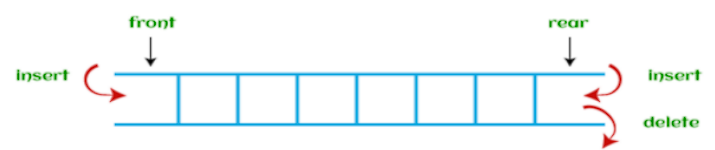 front
rear
insert
insert
delete